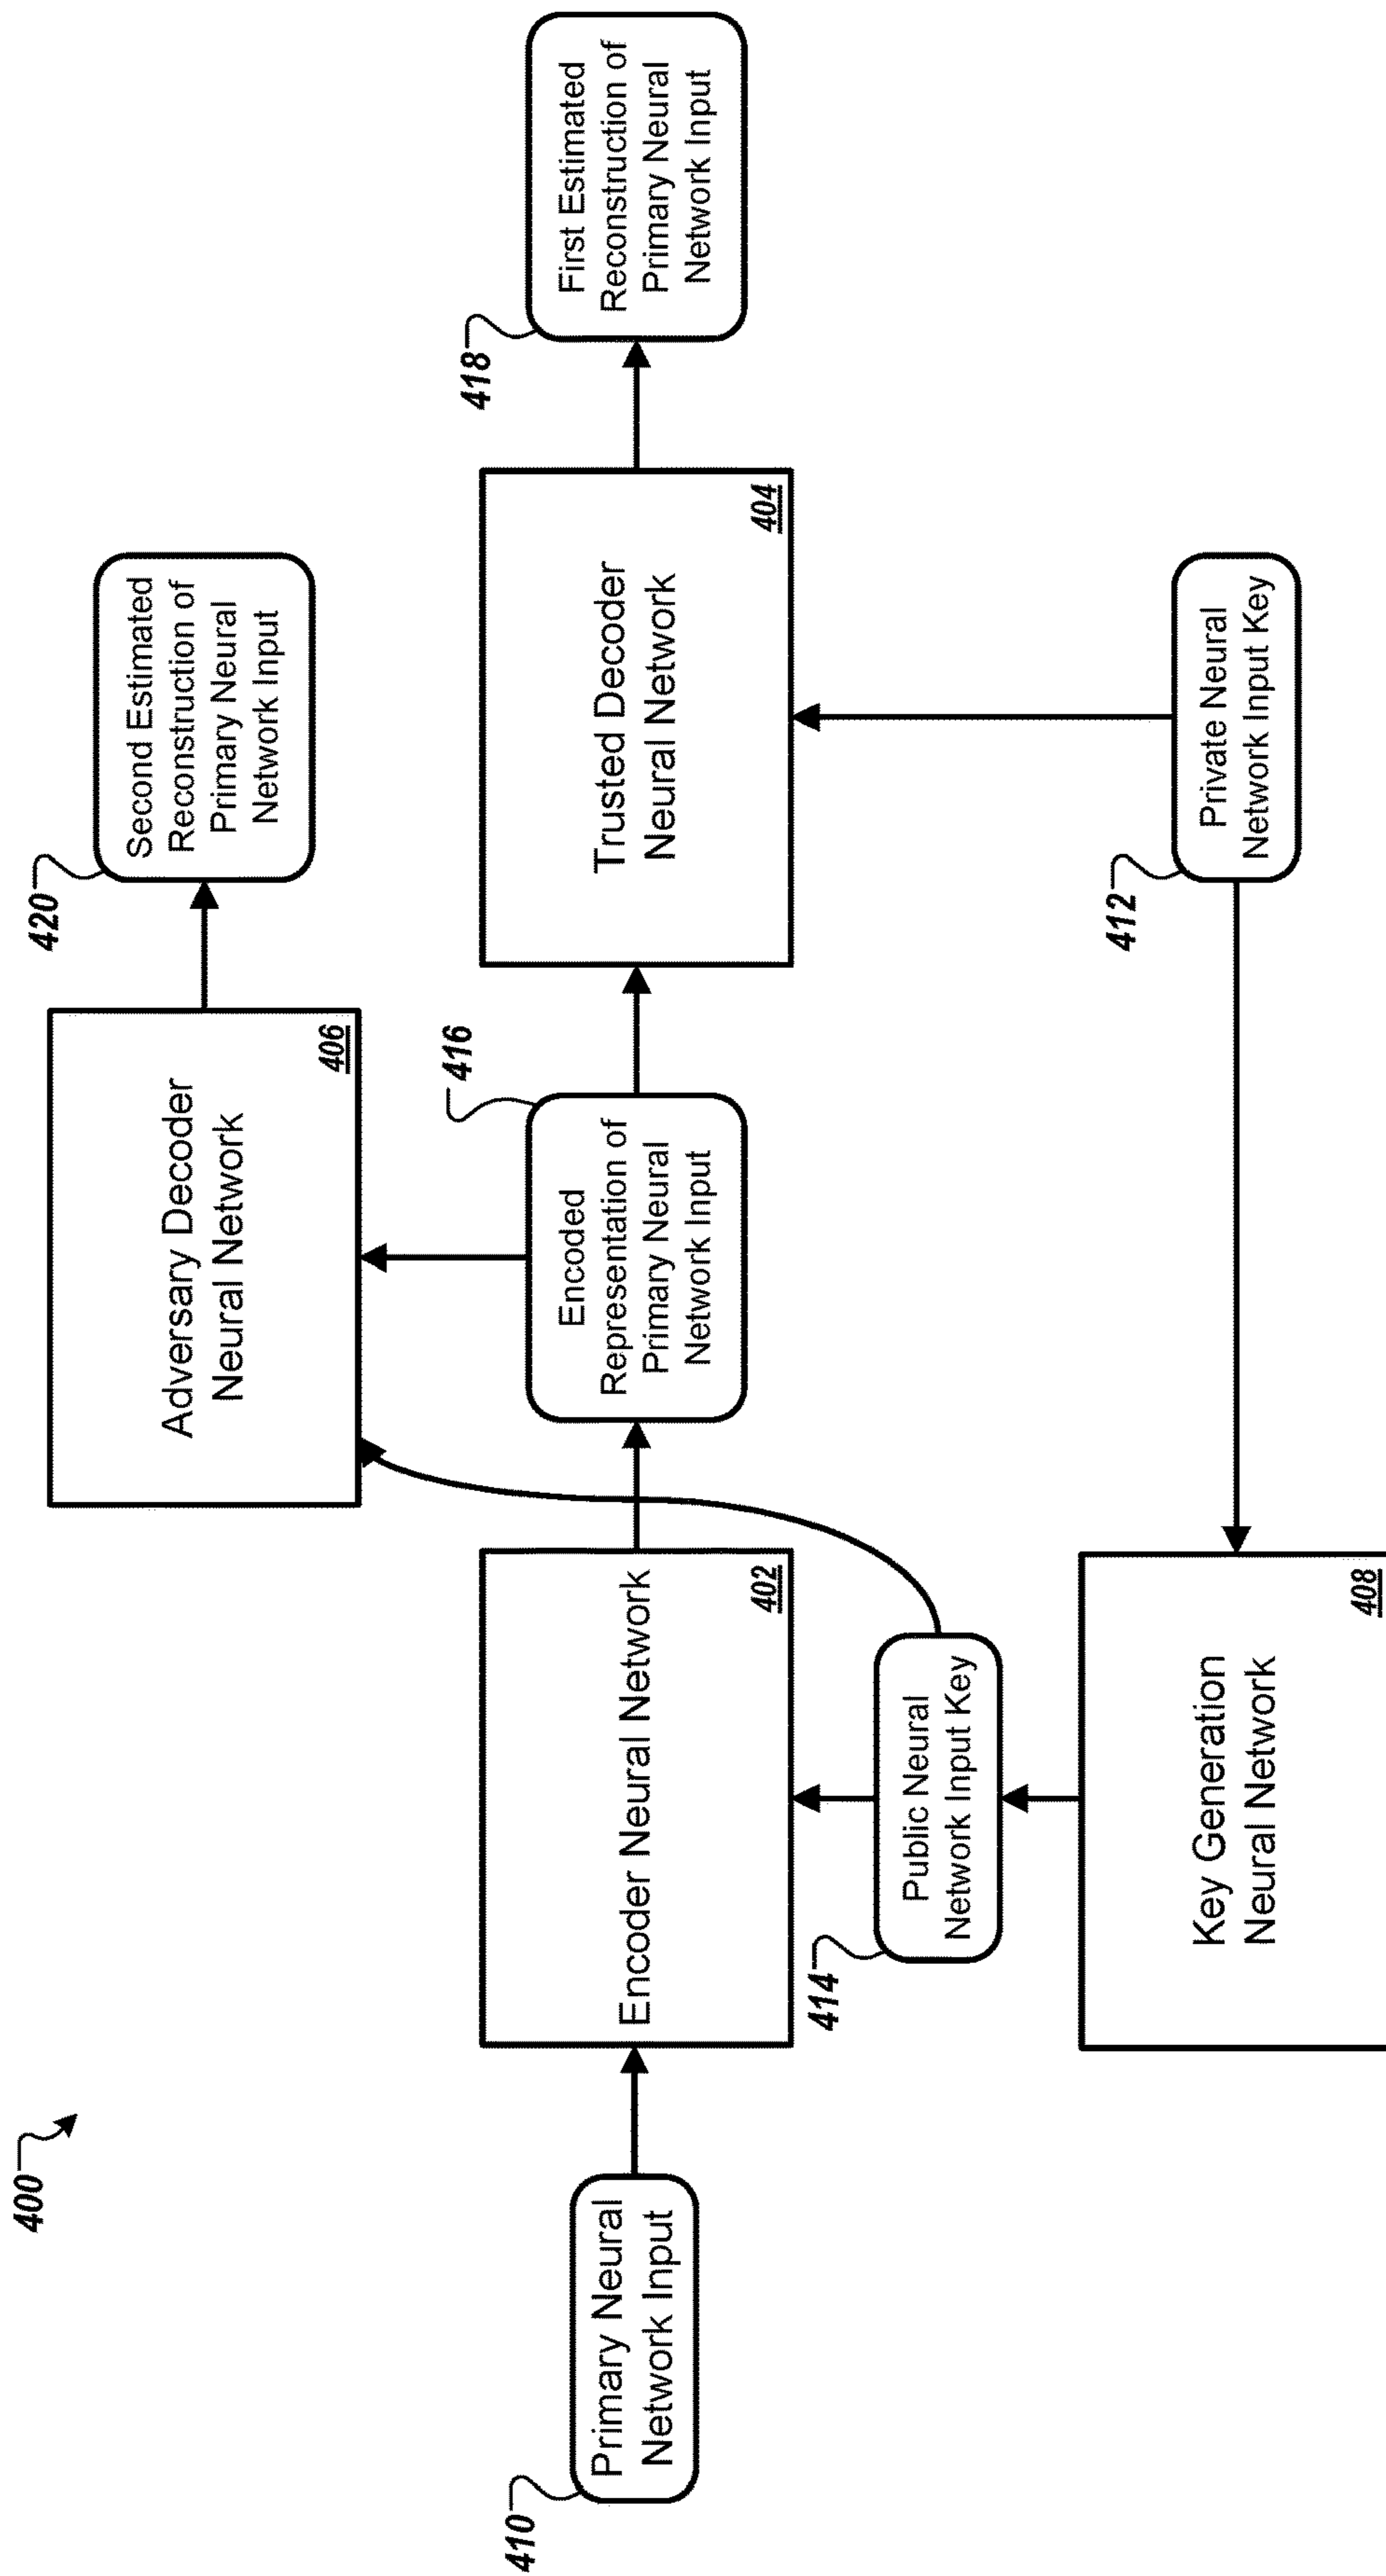 400
420
Second Estimated
Reconstruction of
Primary Neural
Network Input
Adversary Decoder
Neural Network
406
410
Primary Neural
Network Input
Encoder Neural Network
402
416
Encoded
Representation of
Primary Neural
Network Input
Trusted Decoder
Neural Network
404
418
First Estimated
Reconstruction of
Primary Neural
Network Input
414
Public Neural
Network Input Key
412
Private Neural
Network Input Key
Key Generation
Neural Network
408